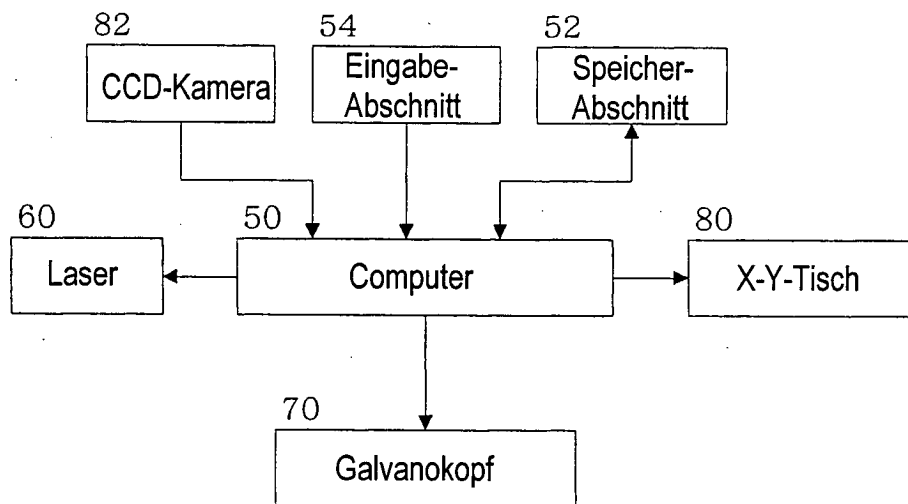 82
54
52
CCD-Kamera
Eingabe-
Abschnitt
Speicher-
Abschnitt
60
50
80
Laser
Computer
X-Y-Tisch
70
Galvanokopf